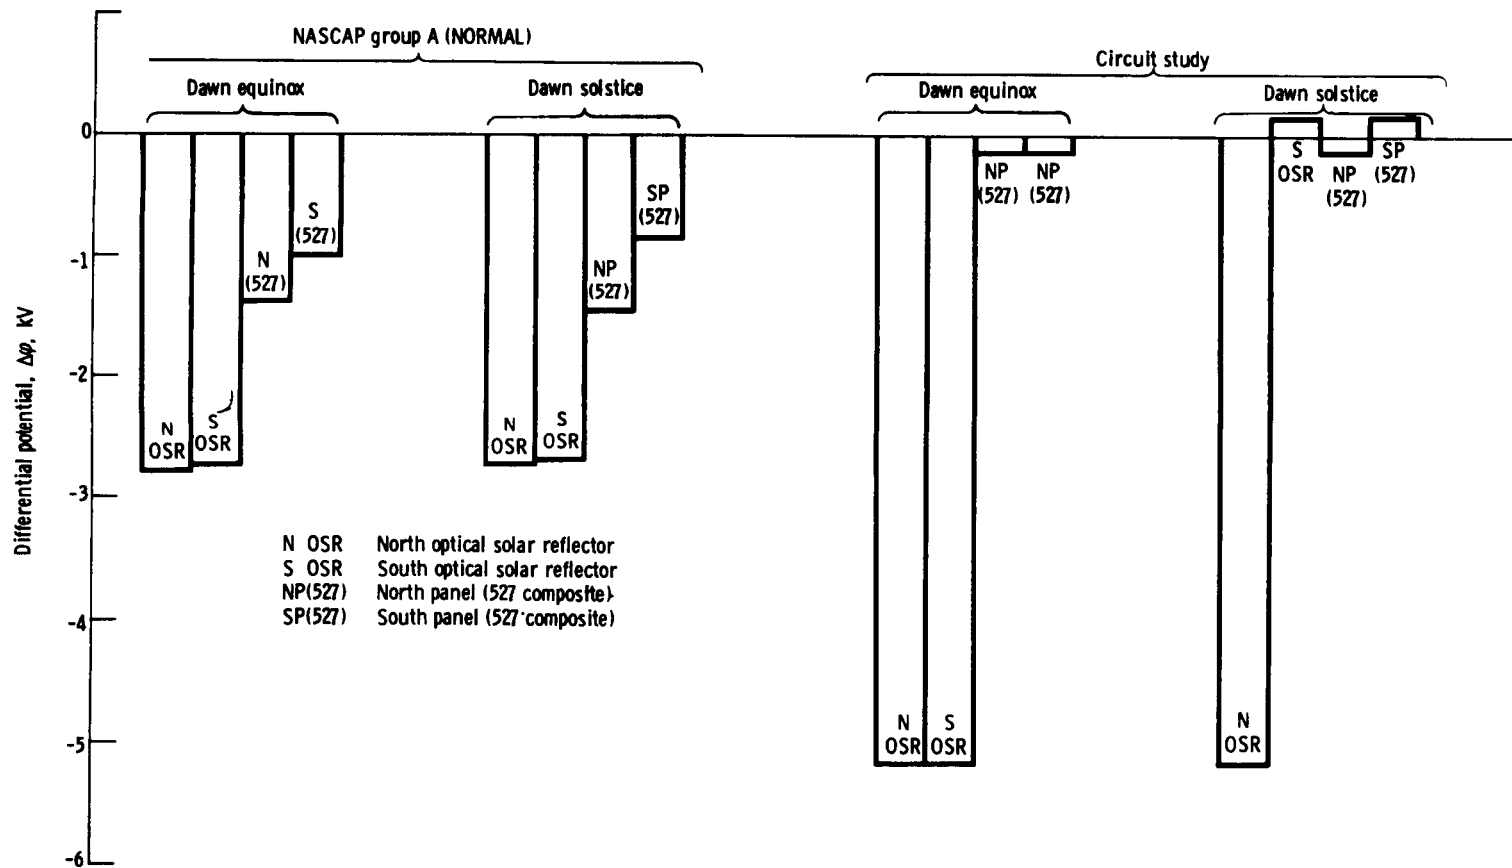 NASCAP group A (NORMAL)
Circuit study
Dawn equinox
Dawn solstice
Dawn equinox
Dawn solstice
0
-1
-2
-3
-4
-5
-6
Differential potential, Δφ, KV
N
OSR
S
OSR
N
(527)
S
(527)
N
OSR
S
OSR
NP
(527)
SP
(527)
N
OSR
S
OSR
NP
(527)
NP
(527)
N
OSR
S
OSR
NP
(527)
SP
(527)
N OSR North optical solar reflector
S OSR South optical solar reflector
NP(527) North panel (527 composite)
SP(527) South panel (527 composite)